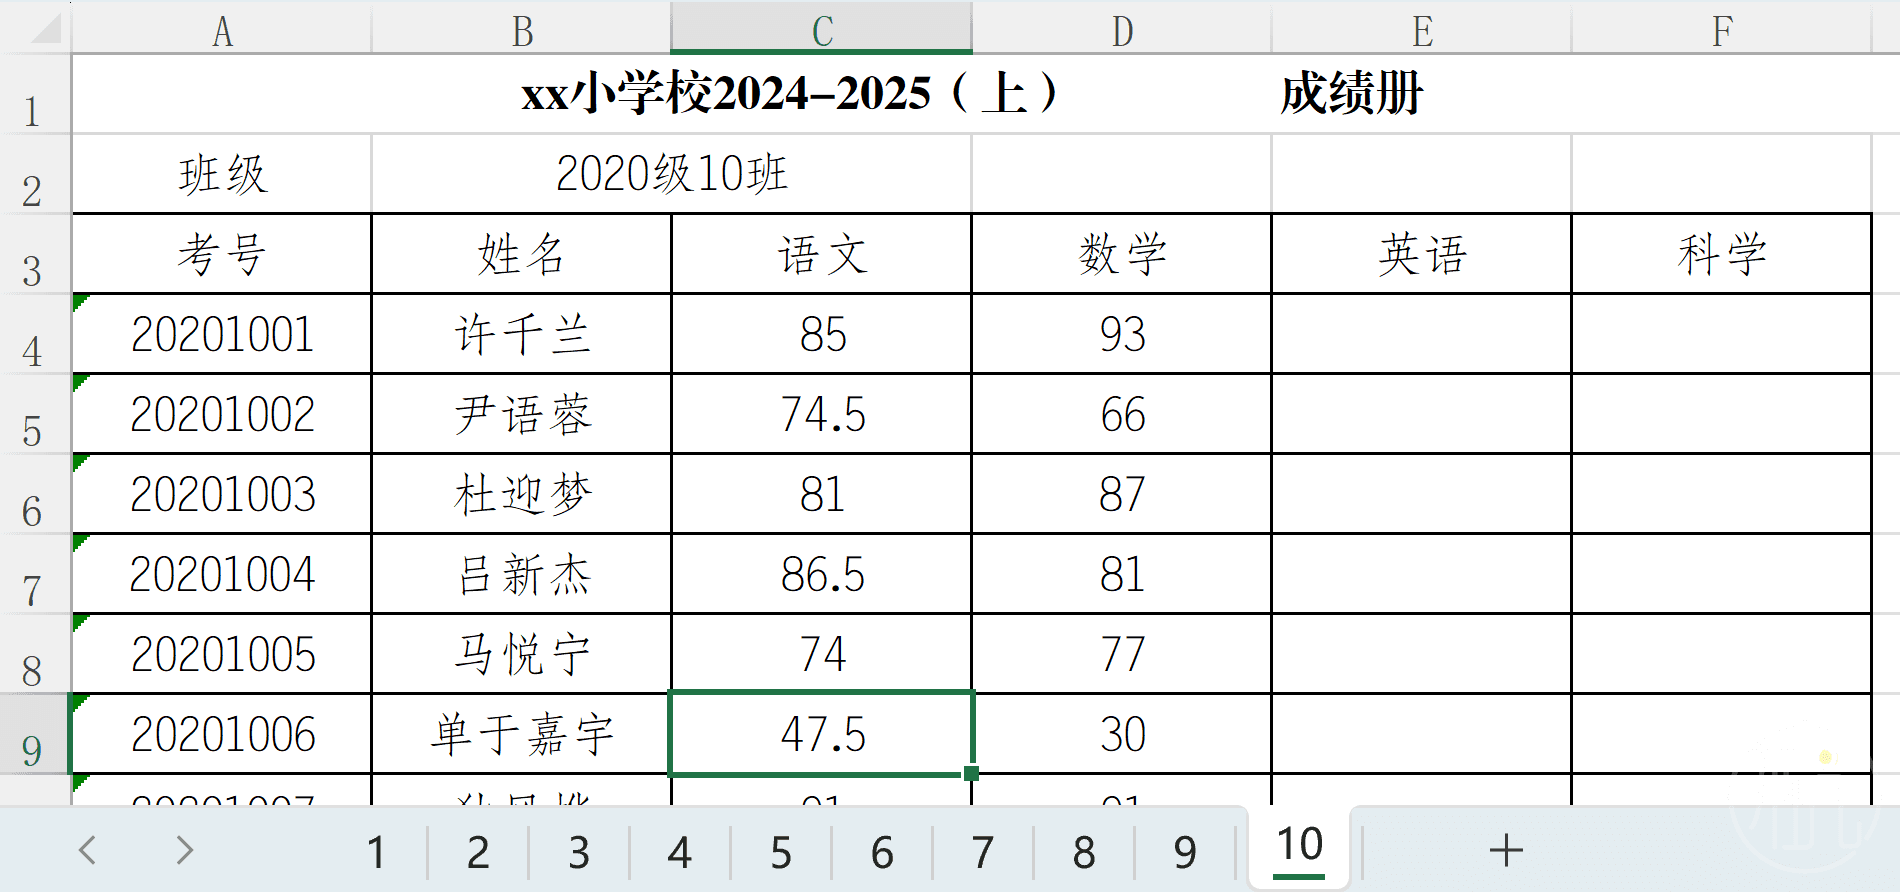 A B C D E F
1 xx小学校2024-2025（上） 成绩册
2 班级 2020级10班
3 考号 姓名 语文 数学 英语 科学
4 20201001 许千兰 85 93
5 20201002 尹语蓉 74.5 66
6 20201003 杜迎梦 81 87
7 20201004 吕新杰 86.5 81
8 20201005 马悦宁 74 77
9 20201006 单于嘉宇 47.5 30
1 2 3 4 5 6 7 8 9 10